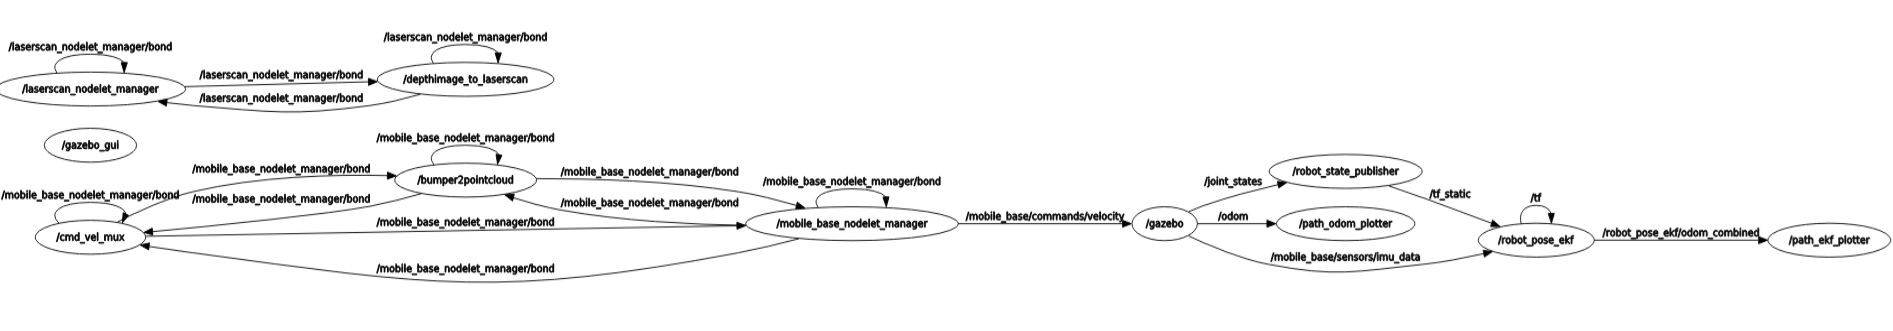 /laserscan_nodelet_manager/bond
/laserscan_nodelet_manager
/laserscan_nodelet_manager/bond
/laserscan_nodelet_manager/bond
/laserscan_nodelet_manager/bond
/depthimage_to_laserscan
/gazebo_gui
/mobile_base_nodelet_manager/bond
/cmd_vel_mux
/mobile_base_nodelet_manager/bond
/mobile_base_nodelet_manager/bond
/mobile_base_nodelet_manager/bond
/bumper2pointcloud
/mobile_base_nodelet_manager/bond
/mobile_base_nodelet_manager/bond
/mobile_base_nodelet_manager/bond
/mobile_base_nodelet_manager/bond
/mobile_base_nodelet_manager/bond
/mobile_base_nodelet_manager
/mobile_base/commands/velocity
/gazebo
/joint_states
/odom
/mobile_base/sensors/imu_data
/robot_state_publisher
/path_odom_plotter
/tf_static
/tf
/robot_pose_ekf
/robot_pose_ekf/odom_combined
/path_ekf_plotter